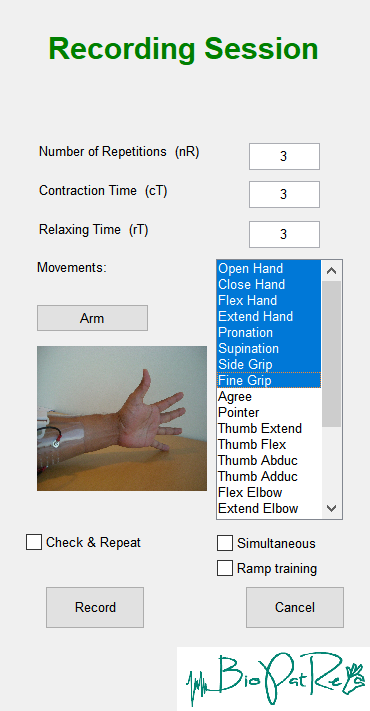 Recording Session
Number of Repetitions (nR)
3
Contraction Time (cT)
3
Relaxing Time (rT)
3
Movements:
Arm
Open Hand
Close Hand
Flex Hand
Extend Hand
Pronation
Supination
Side Grip
Fine Grip
Agree
Pointer
Thumb Extend
Thumb Flex
Thumb Abduc
Thumb Adduc
Flex Elbow
Extend Elbow
Check & Repeat
Simultaneous
Ramp training
Record
Cancel
BioPatRec